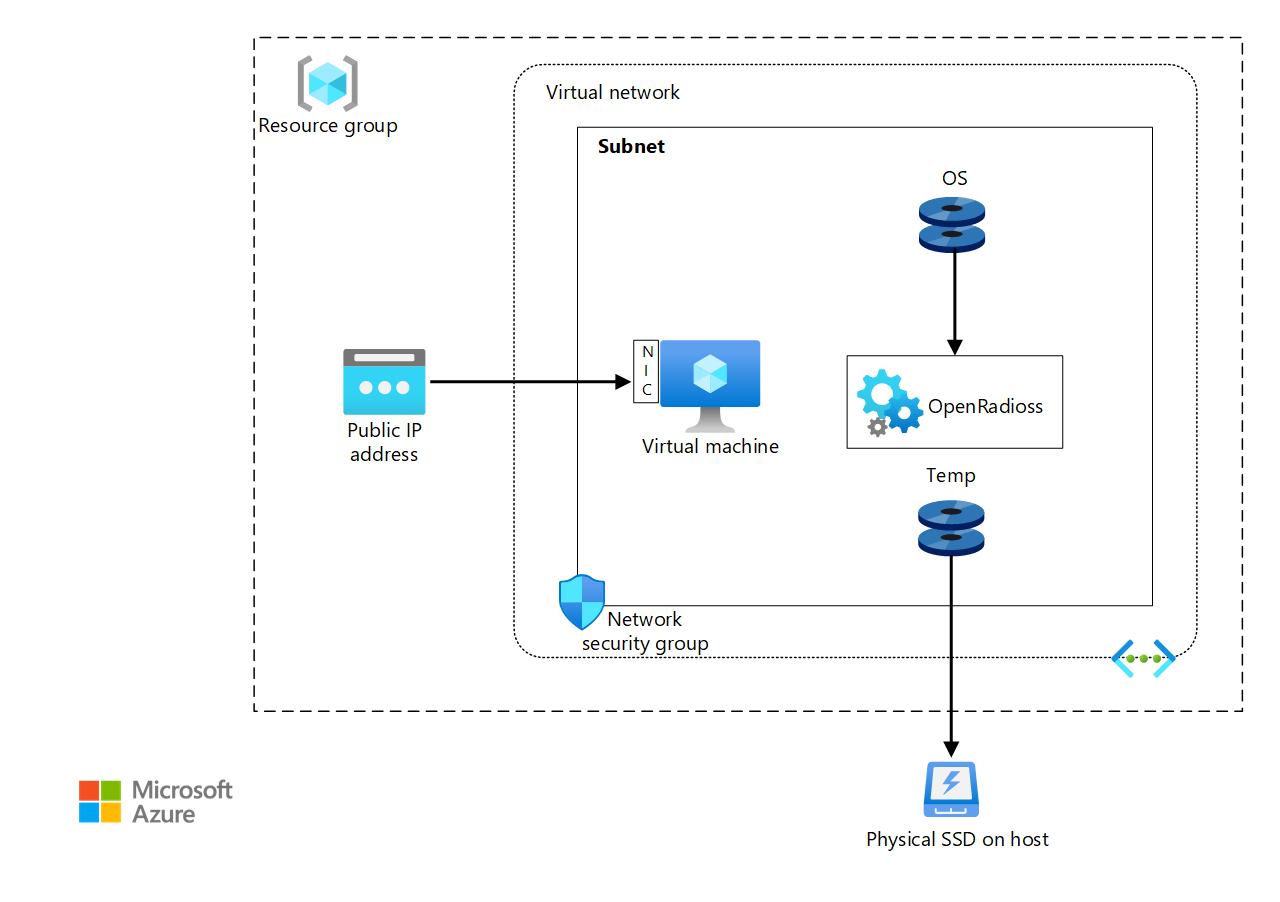 Resource group
Virtual network
Subnet
OS
N
I
C
Virtual machine
Public IP
address
OpenRadioss
Temp
Network
security group
Microsoft
Azure
Physical SSD on host